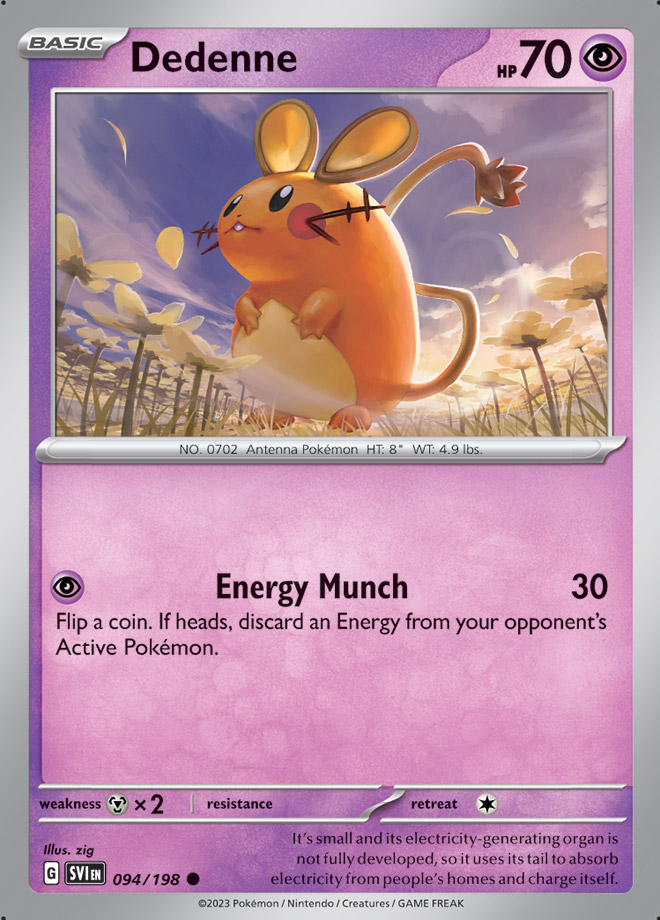 BASIC
Dedenne
HP 70
NO. 0702 Antenna Pokémon HT: 8" WT: 4.9 lbs.
Energy Munch 30
Flip a coin. If heads, discard an Energy from your opponent's
Active Pokémon.
weakness ×2 resistance retreat
Illus. zig
It's small and its electricity-generating organ is
not fully developed, so it uses its tail to absorb
electricity from people's homes and charge itself.
G SVI EN 094/198
©2023 Pokémon / Nintendo / Creatures / GAME FREAK